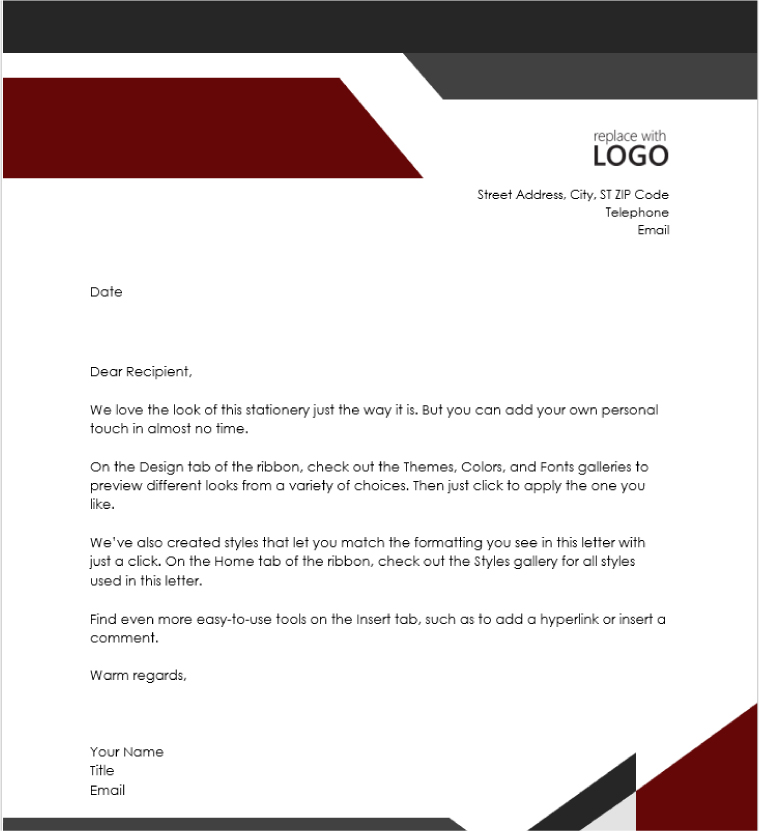 replace with
LOGO
Street Address, City, ST ZIP Code
Telephone
Email
Date
Dear Recipient,
We love the look of this stationery just the way it is. But you can add your own personal
touch in almost no time.
On the Design tab of the ribbon, check out the Themes, Colors, and Fonts galleries to
preview different looks from a variety of choices. Then just click to apply the one you
like.
We’ve also created styles that let you match the formatting you see in this letter with
just a click. On the Home tab of the ribbon, check out the Styles gallery for all styles
used in this letter.
Find even more easy-to-use tools on the Insert tab, such as to add a hyperlink or insert a
comment.
Warm regards,
Your Name
Title
Email